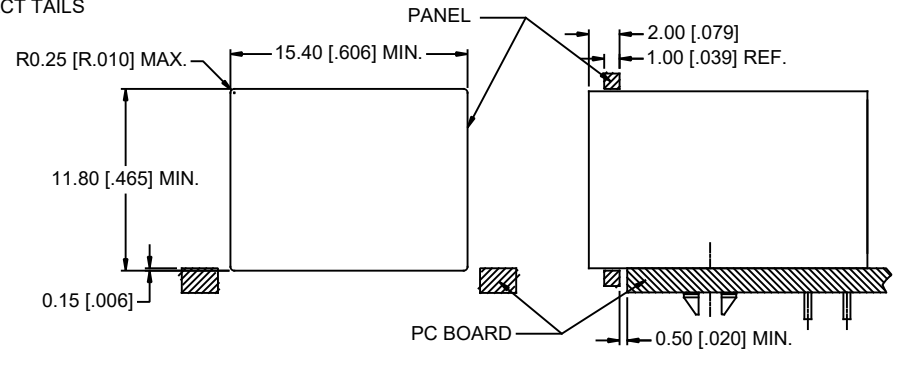 CT TAILS
PANEL
2.00 [.079]
R0.25 [R.010] MAX.
15.40 [.606] MIN.
1.00 [.039] REF.
11.80 [.465] MIN.
0.15 [.006]
PC BOARD
0.50 [.020] MIN.